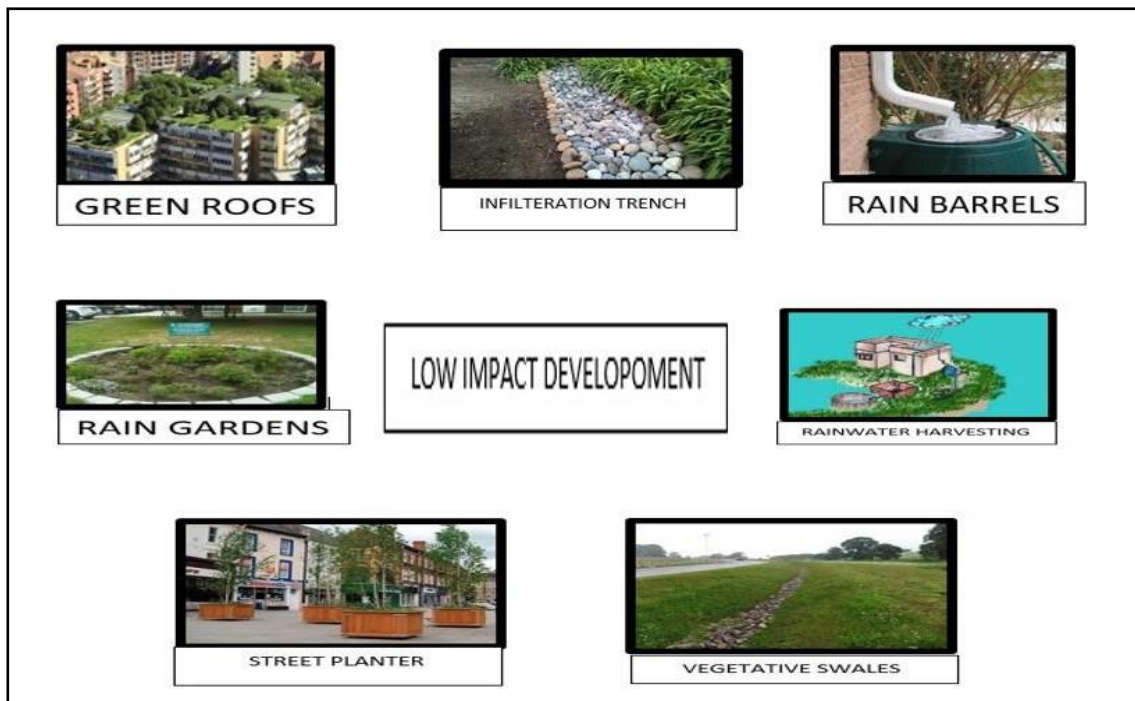 GREEN ROOFS
INFILTERATION TRENCH
RAIN BARRELS
RAIN GARDENS
LOW IMPACT DEVELOPOMENT
RAINWATER HARVESTING
STREET PLANTER
VEGETATIVE SWALES